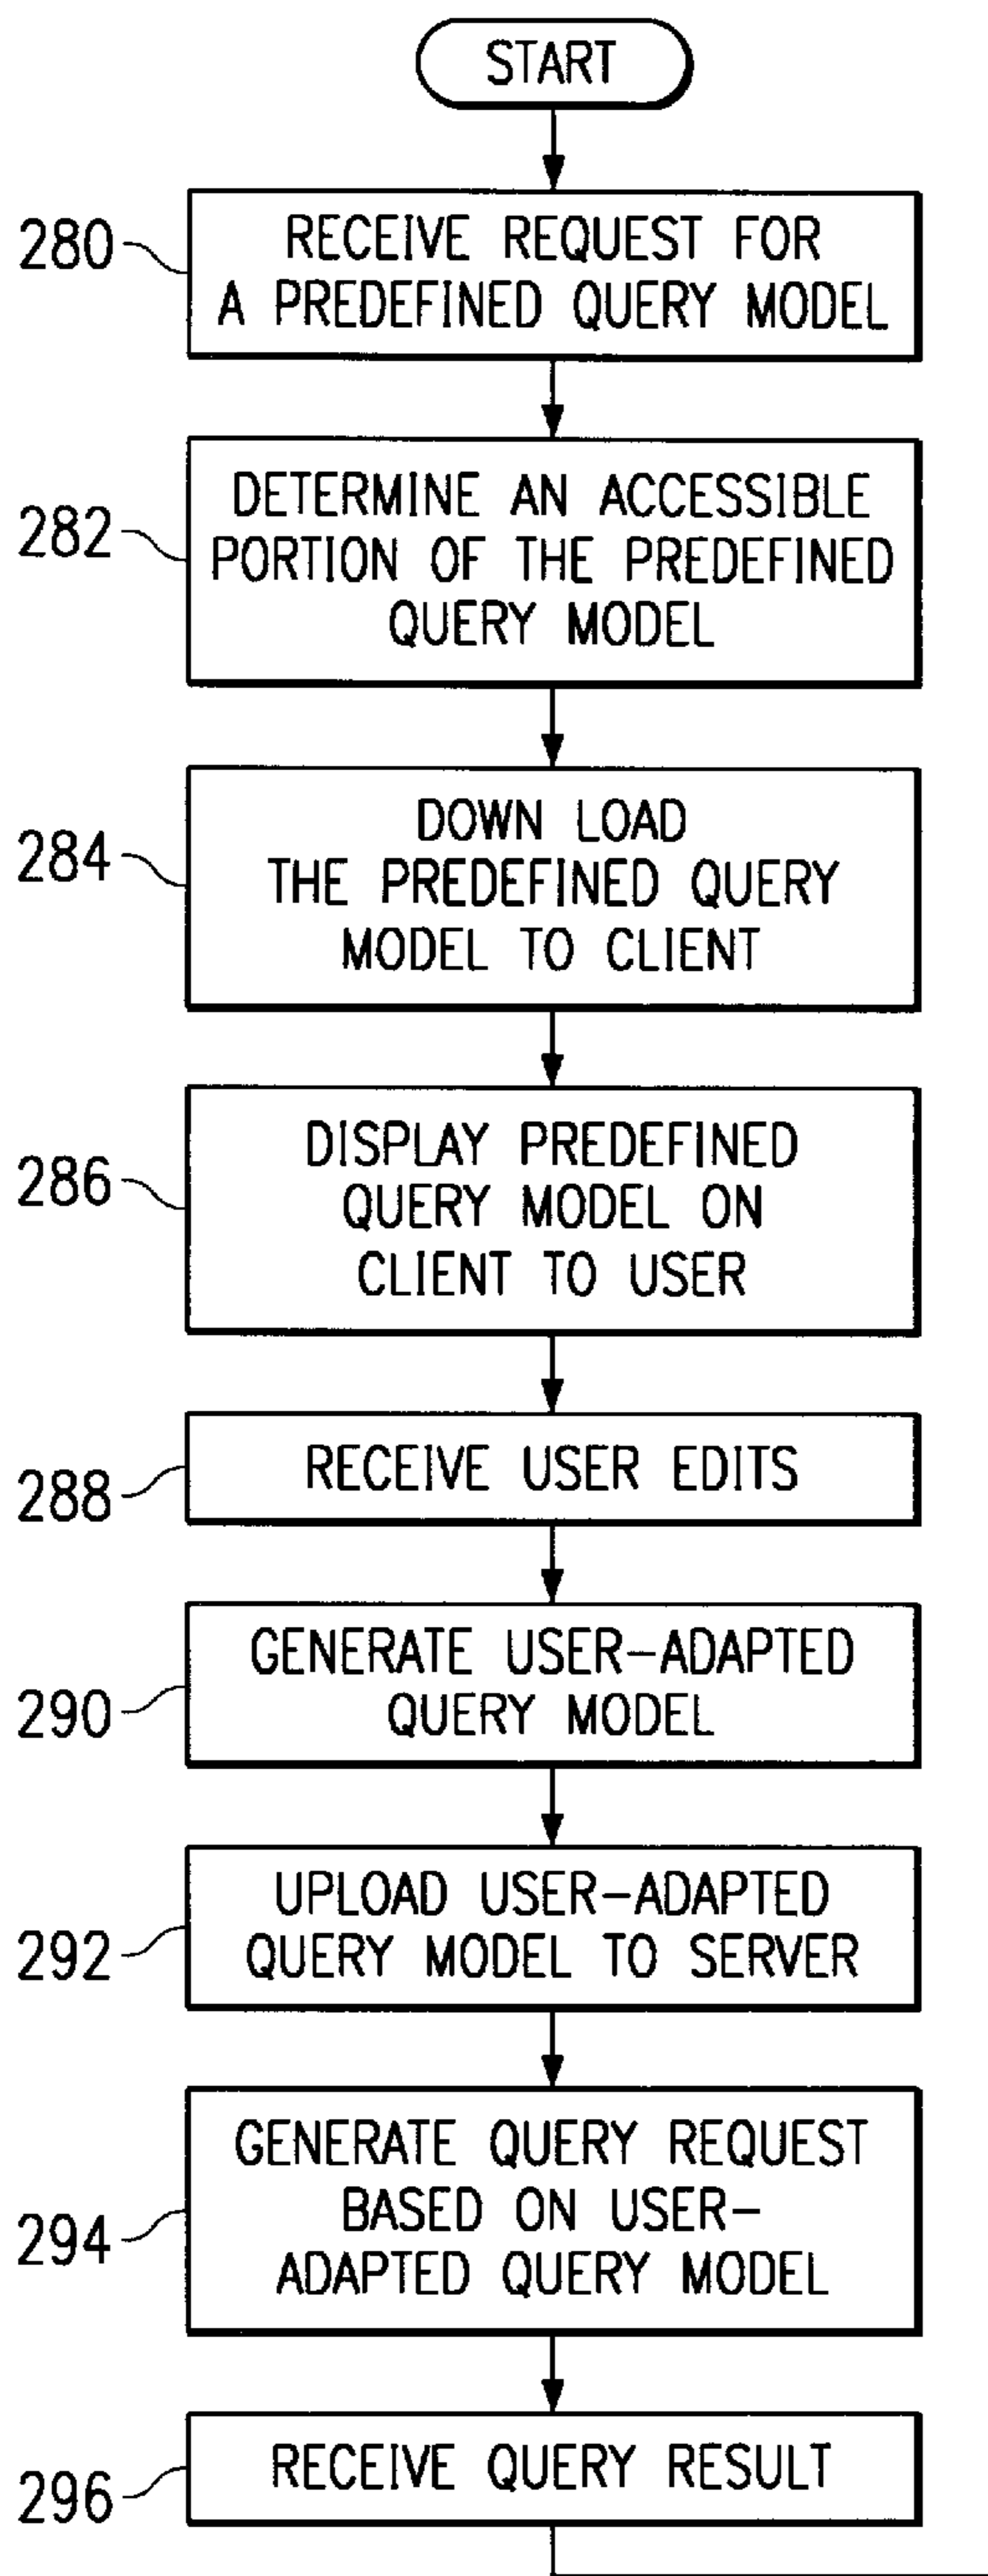 START
280
RECEIVE REQUEST FOR
A PREDEFINED QUERY MODEL
282
DETERMINE AN ACCESSIBLE
PORTION OF THE PREDEFINED
QUERY MODEL
284
DOWN LOAD
THE PREDEFINED QUERY
MODEL TO CLIENT
286
DISPLAY PREDEFINED
QUERY MODEL ON
CLIENT TO USER
288
RECEIVE USER EDITS
290
GENERATE USER-ADAPTED
QUERY MODEL
292
UPLOAD USER-ADAPTED
QUERY MODEL TO SERVER
294
GENERATE QUERY REQUEST
BASED ON USER-
ADAPTED QUERY MODEL
296
RECEIVE QUERY RESULT